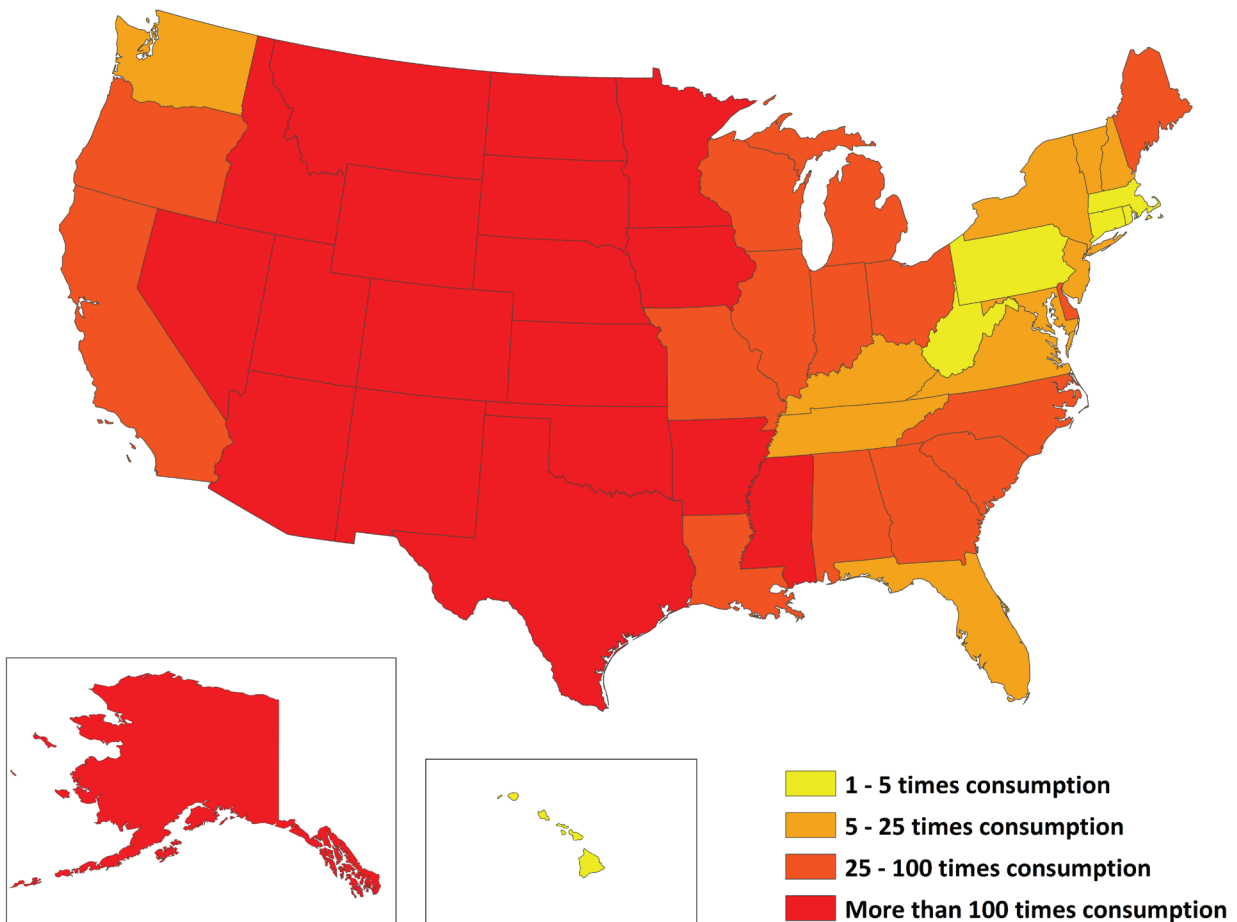 1 - 5 times consumption
5 - 25 times consumption
25 - 100 times consumption
More than 100 times consumption